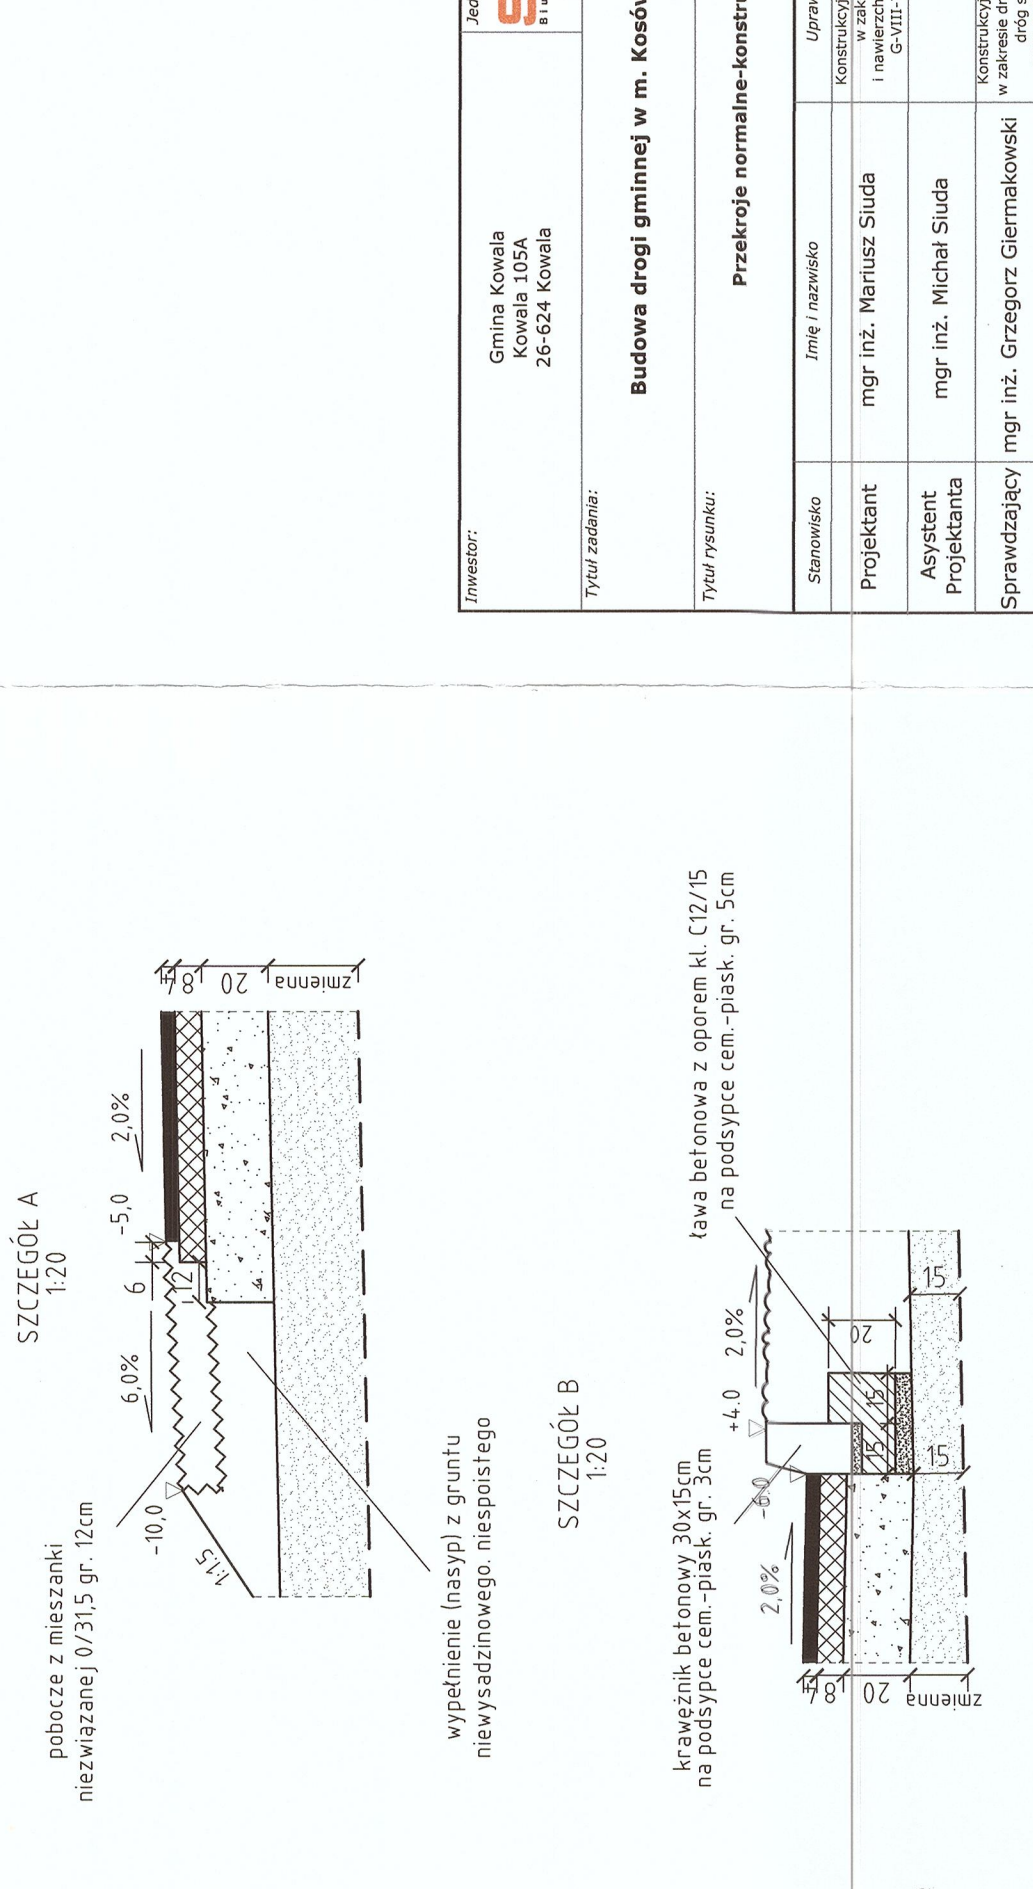 SZCZEGÓŁ A
1:20
pobocze z mieszanki
niezwiązanej 0/31,5 gr. 12cm
-10,0
1:1.5
6,0%
6
12
-5,0
2,0%
4
8
20
zmienna
wypełnienie (nasyp) z gruntu
niewysadzinowego. niespoistego
SZCZEGÓŁ B
1:20
krawężnik betonowy 30x15cm
na podsypce cem.-piask. gr. 3cm
ława betonowa z oporem kl. C12/15
na podsypce cem.-piask. gr. 5cm
2,0%
-6.0
+4.0
2,0%
4
8
20
zmienna
15
15
20
15
15
Inwestor:
Gmina Kowala
Kowala 105A
26-624 Kowala
Tytuł zadania:
Budowa drogi gminnej w m.
Tytuł rysunku:
Przekroje
Stanowisko
Imię i nazwisko
Projektant
mgr inż. Mariusz Siuda
i
G-VIII-
Asystent
Projektanta
mgr inż. Michał Siuda
Sprawdzający
mgr inż. Grzegorz Giermakowski
w zakresie
dróg